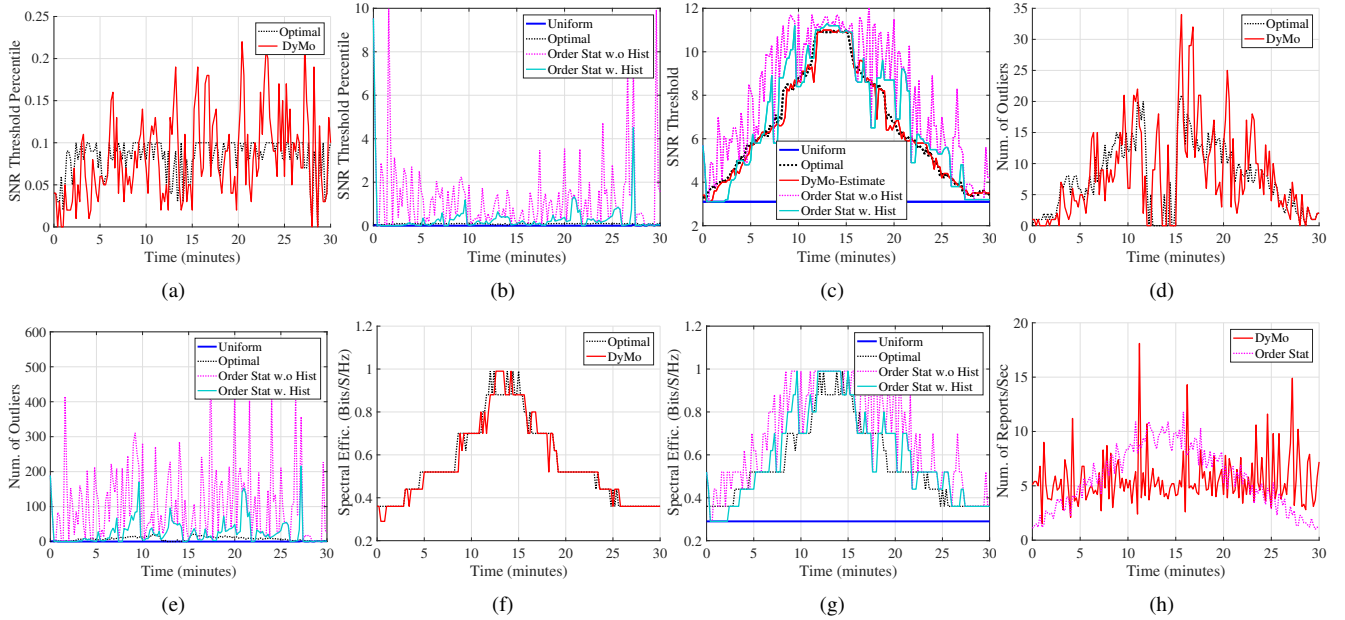 SNR Threshold Percentile
0.25
0.2
0.15
0.1
0.05
0
0 5 10 15 20 25 30
Time (minutes)
Optimal
DyMo
(a)
SNR Threshold Percentile
10
8
6
4
2
0
0 5 10 15 20 25 30
Time (minutes)
Uniform
Optimal
Order Stat w.o Hist
Order Stat w. Hist
(b)
SNR Threshold
12
10
8
6
4
2
0 5 10 15 20 25 30
Time (minutes)
Uniform
Optimal
DyMo-Estimate
Order Stat w.o Hist
Order Stat w. Hist
(c)
Num. of Outliers
35
30
25
20
15
10
5
0
0 5 10 15 20 25 30
Time (minutes)
Optimal
DyMo
(d)
Num. of Outliers
600
500
400
300
200
100
0
0 5 10 15 20 25 30
Time (minutes)
Uniform
Optimal
Order Stat w.o Hist
Order Stat w. Hist
(e)
Spectral Effic. (Bits/S/Hz)
1.2
1
0.8
0.6
0.4
0.2
0 5 10 15 20 25 30
Time (minutes)
Optimal
DyMo
(f)
Spectral Effic. (Bits/S/Hz)
1.2
1
0.8
0.6
0.4
0.2
0 5 10 15 20 25 30
Time (minutes)
Uniform
Optimal
Order Stat w.o Hist
Order Stat w. Hist
(g)
Num. of Reports/Sec
20
15
10
5
0
0 5 10 15 20 25 30
Time (minutes)
DyMo
Order Stat
(h)